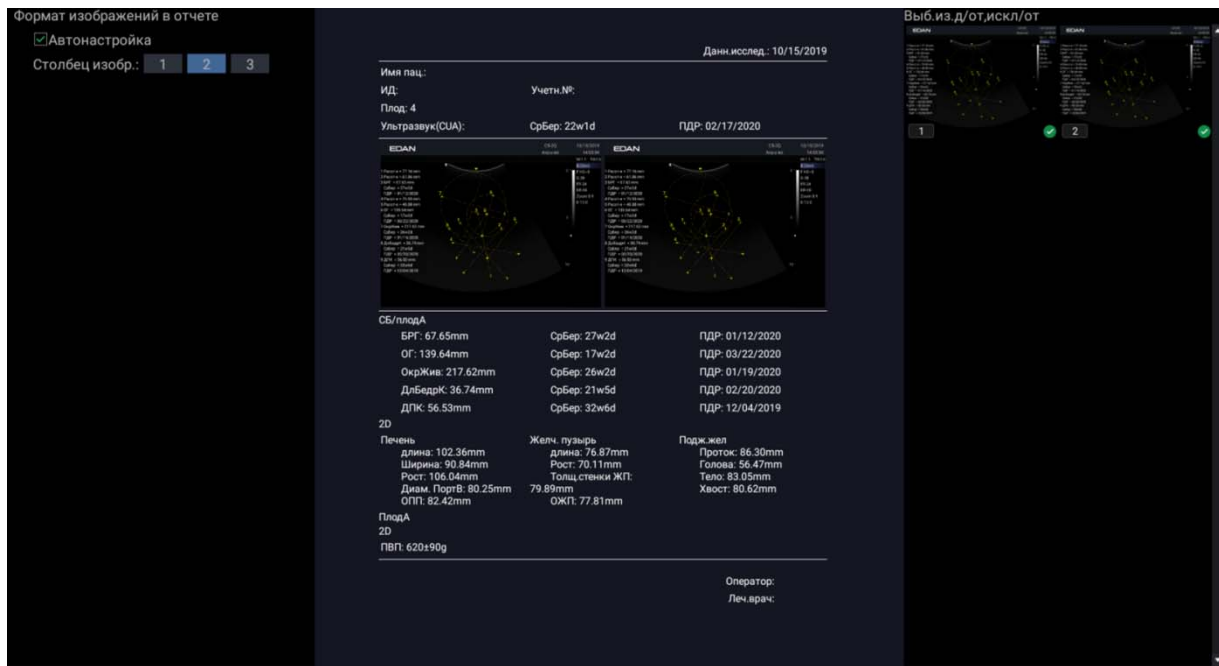 Формат изображений в отчете
Автонастройка
Столбец изобр.: 1 2 3
Данн.исслед.: 10/15/2019
Имя пац.:
ИД: Учетн.№:
Плод: 4
Ультразвук(CUA): СрБер: 22w1d ПДР: 02/17/2020
EDAN EDAN
СБ/плодА
БРГ: 67.65mm СрБер: 27w2d ПДР: 01/12/2020
ОГ: 139.64mm СрБер: 17w2d ПДР: 03/22/2020
ОкрЖив: 217.62mm СрБер: 26w2d ПДР: 01/19/2020
ДлБедрК: 36.74mm СрБер: 21w5d ПДР: 02/20/2020
ДПК: 56.53mm СрБер: 32w6d ПДР: 12/04/2019
2D
Печень Желч. пузырь Подж.жел
длина: 102.36mm длина: 76.87mm Проток: 86.30mm
Ширина: 90.84mm Рост: 70.11mm Голова: 56.47mm
Рост: 106.04mm Толщ.стенки ЖП: Тело: 83.05mm
Диам. ПортВ: 80.25mm 79.89mm Хвост: 80.62mm
ОПП: 82.42mm ОЖП: 77.81mm
ПлодА
2D
ПВП: 620±90g
Оператор:
Леч.врач:
Выб.из.д/от,искл/от
EDAN EDAN
1 2